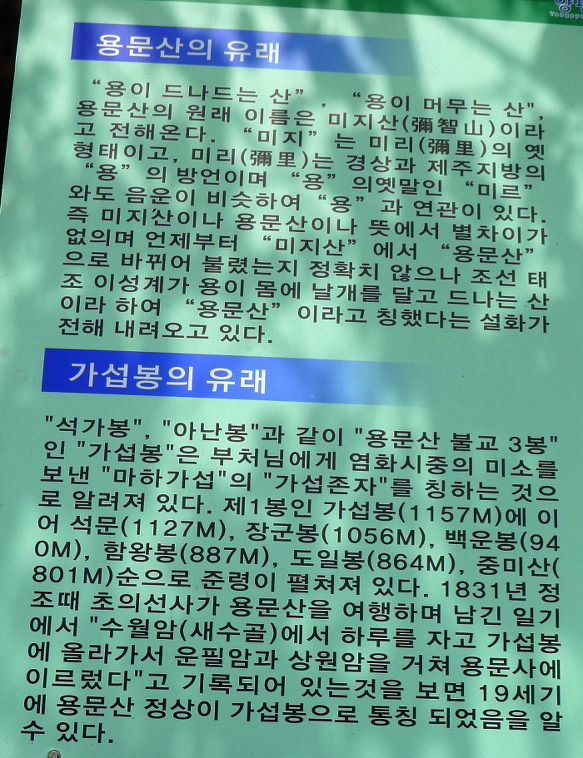 용문산의 유래
“용이 드나드는 산”, “용이 머무는 산",
용문산의 원래 이름은 미지산(彌智山)이라
고 전해온다. “미지”는 미리(彌里)의 옛
형태이고, 미리(彌里)는 경상과 제주지방의
“용”의 방언이며 “용”의옛말인 “미르”
와도 음운이 비슷하여 “용”과 연관이 있다.
즉 미지산이나 용문산이나 뜻에서 별차이가
없의며 언제부터 “미지산”에서 “용문산”
으로 바뀌어 불렸는지 정확치 않으나 조선 태
조 이성계가 용이 몸에 날개를 달고 드나는 산
이라 하여 “용문산”이라고 칭했다는 설화가
전해 내려오고 있다.
가섭봉의 유래
"석가봉", "아난봉"과 같이 "용문산 불교 3봉"
인 "가섭봉"은 부처님에게 염화시중의 미소를
보낸 "마하가섭"의 "가섭존자"를 칭하는 것으
로 알려져 있다. 제1봉인 가섭봉(1157M)에 이
어 석문(1127M), 장군봉(1056M), 백운봉(94
0M), 함왕봉(887M), 도일봉(864M), 중미산(
801M)순으로 준령이 펼쳐져 있다. 1831년 정
조때 초의선사가 용문산을 여행하며 남긴 일기
에서 "수월암(새수골)에서 하루를 자고 가섭봉
에 올라가서 운필암과 상원암을 거쳐 용문사에
이르렀다"고 기록되어 있는것을 보면 19세기
에 용문산 정상이 가섭봉으로 통칭 되었음을 알
수 있다.